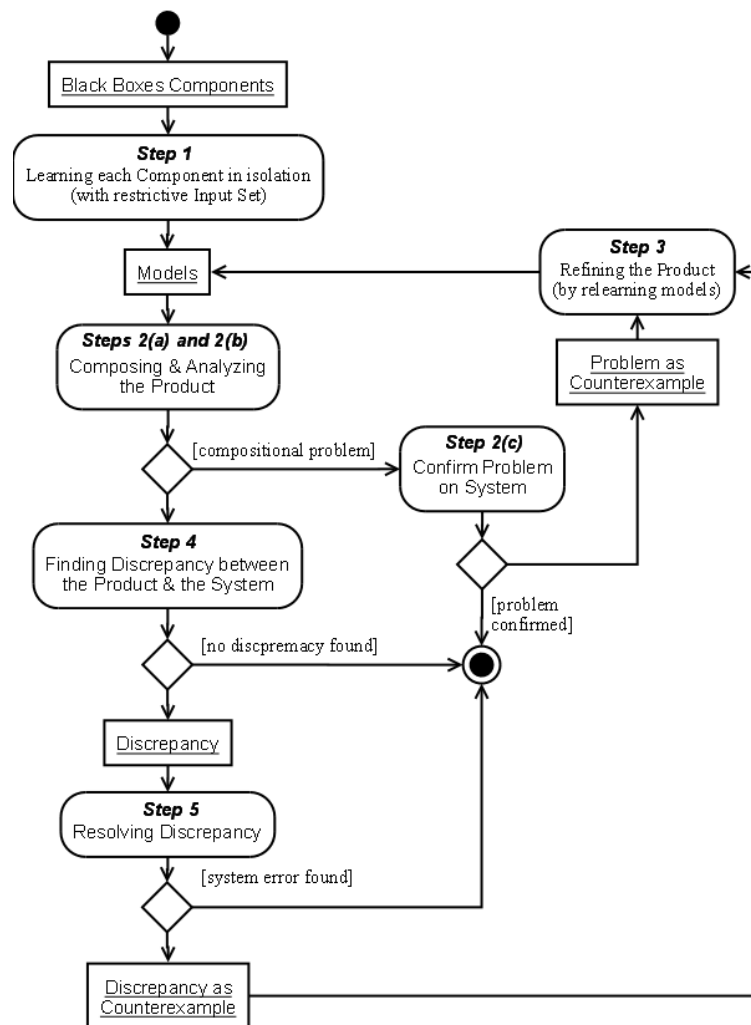 Black Boxes Components
Step 1
Learning each Component in isolation
(with restrictive Input Set)
Models
Step 3
Refining the Product
(by relearning models)
Steps 2(a) and 2(b)
Composing & Analyzing
the Product
Problem as
Counterexample
[compositional problem]
Step 2(c)
Confirm Problem
on System
Step 4
Finding Discrepancy between
the Product & the System
[problem
confirmed]
[no discpremacy found]
Discrepancy
Step 5
Resolving Discrepancy
[system error found]
Discrepancy as
Counterexample